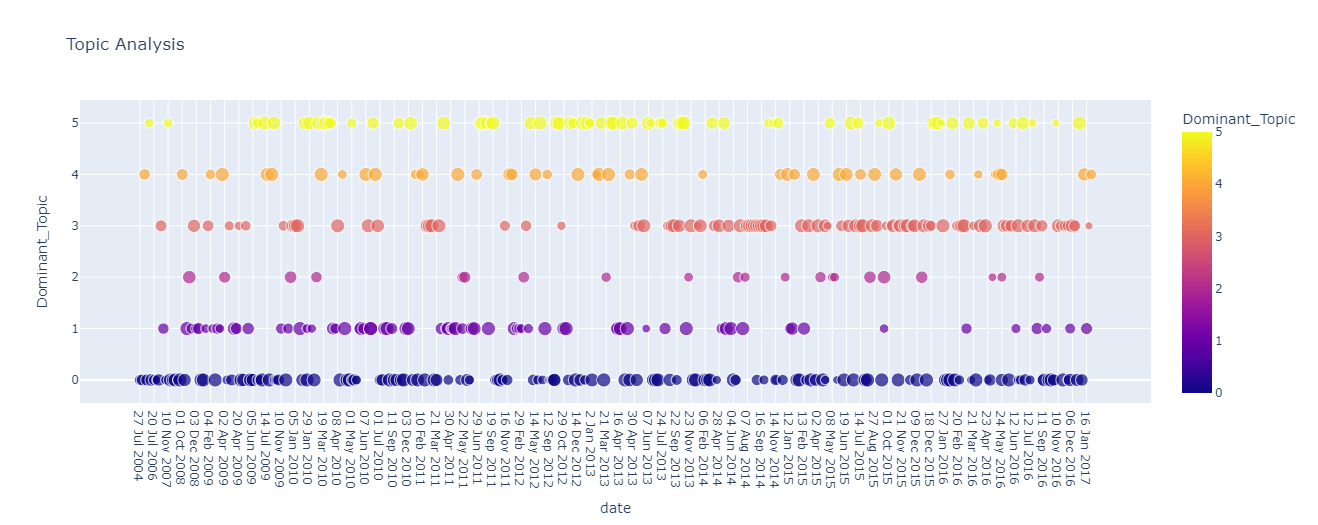 Topic Analysis
Dominant_Topic
5
4
3
2
1
0
27 Jul 2004
20 Jul 2006
10 Nov 2007
01 Oct 2008
03 Dec 2008
04 Feb 2009
02 Apr 2009
20 Apr 2009
05 Jun 2009
14 Jul 2009
10 Nov 2009
05 Jan 2010
29 Jan 2010
19 Mar 2010
08 Apr 2010
01 May 2010
07 Jun 2010
01 Jul 2010
11 Sep 2010
03 Dec 2010
10 Feb 2011
21 Mar 2011
30 Apr 2011
22 May 2011
29 Jun 2011
19 Sep 2011
16 Nov 2011
29 Feb 2012
14 May 2012
12 Sep 2012
29 Oct 2012
14 Dec 2012
12 Jan 2013
21 Mar 2013
16 Apr 2013
30 Apr 2013
07 Jun 2013
24 Jul 2013
22 Sep 2013
13 Nov 2013
06 Feb 2014
28 Apr 2014
04 Jun 2014
07 Aug 2014
16 Sep 2014
14 Nov 2014
12 Jan 2015
13 Feb 2015
02 Apr 2015
08 May 2015
19 Jun 2015
14 Jul 2015
27 Aug 2015
01 Oct 2015
21 Nov 2015
09 Dec 2015
18 Dec 2015
27 Jan 2016
20 Feb 2016
16 Mar 2016
23 Apr 2016
24 May 2016
12 Jun 2016
12 Jul 2016
11 Sep 2016
10 Nov 2016
06 Dec 2016
16 Jan 2017
date
Dominant_Topic
5
4
3
2
1
0